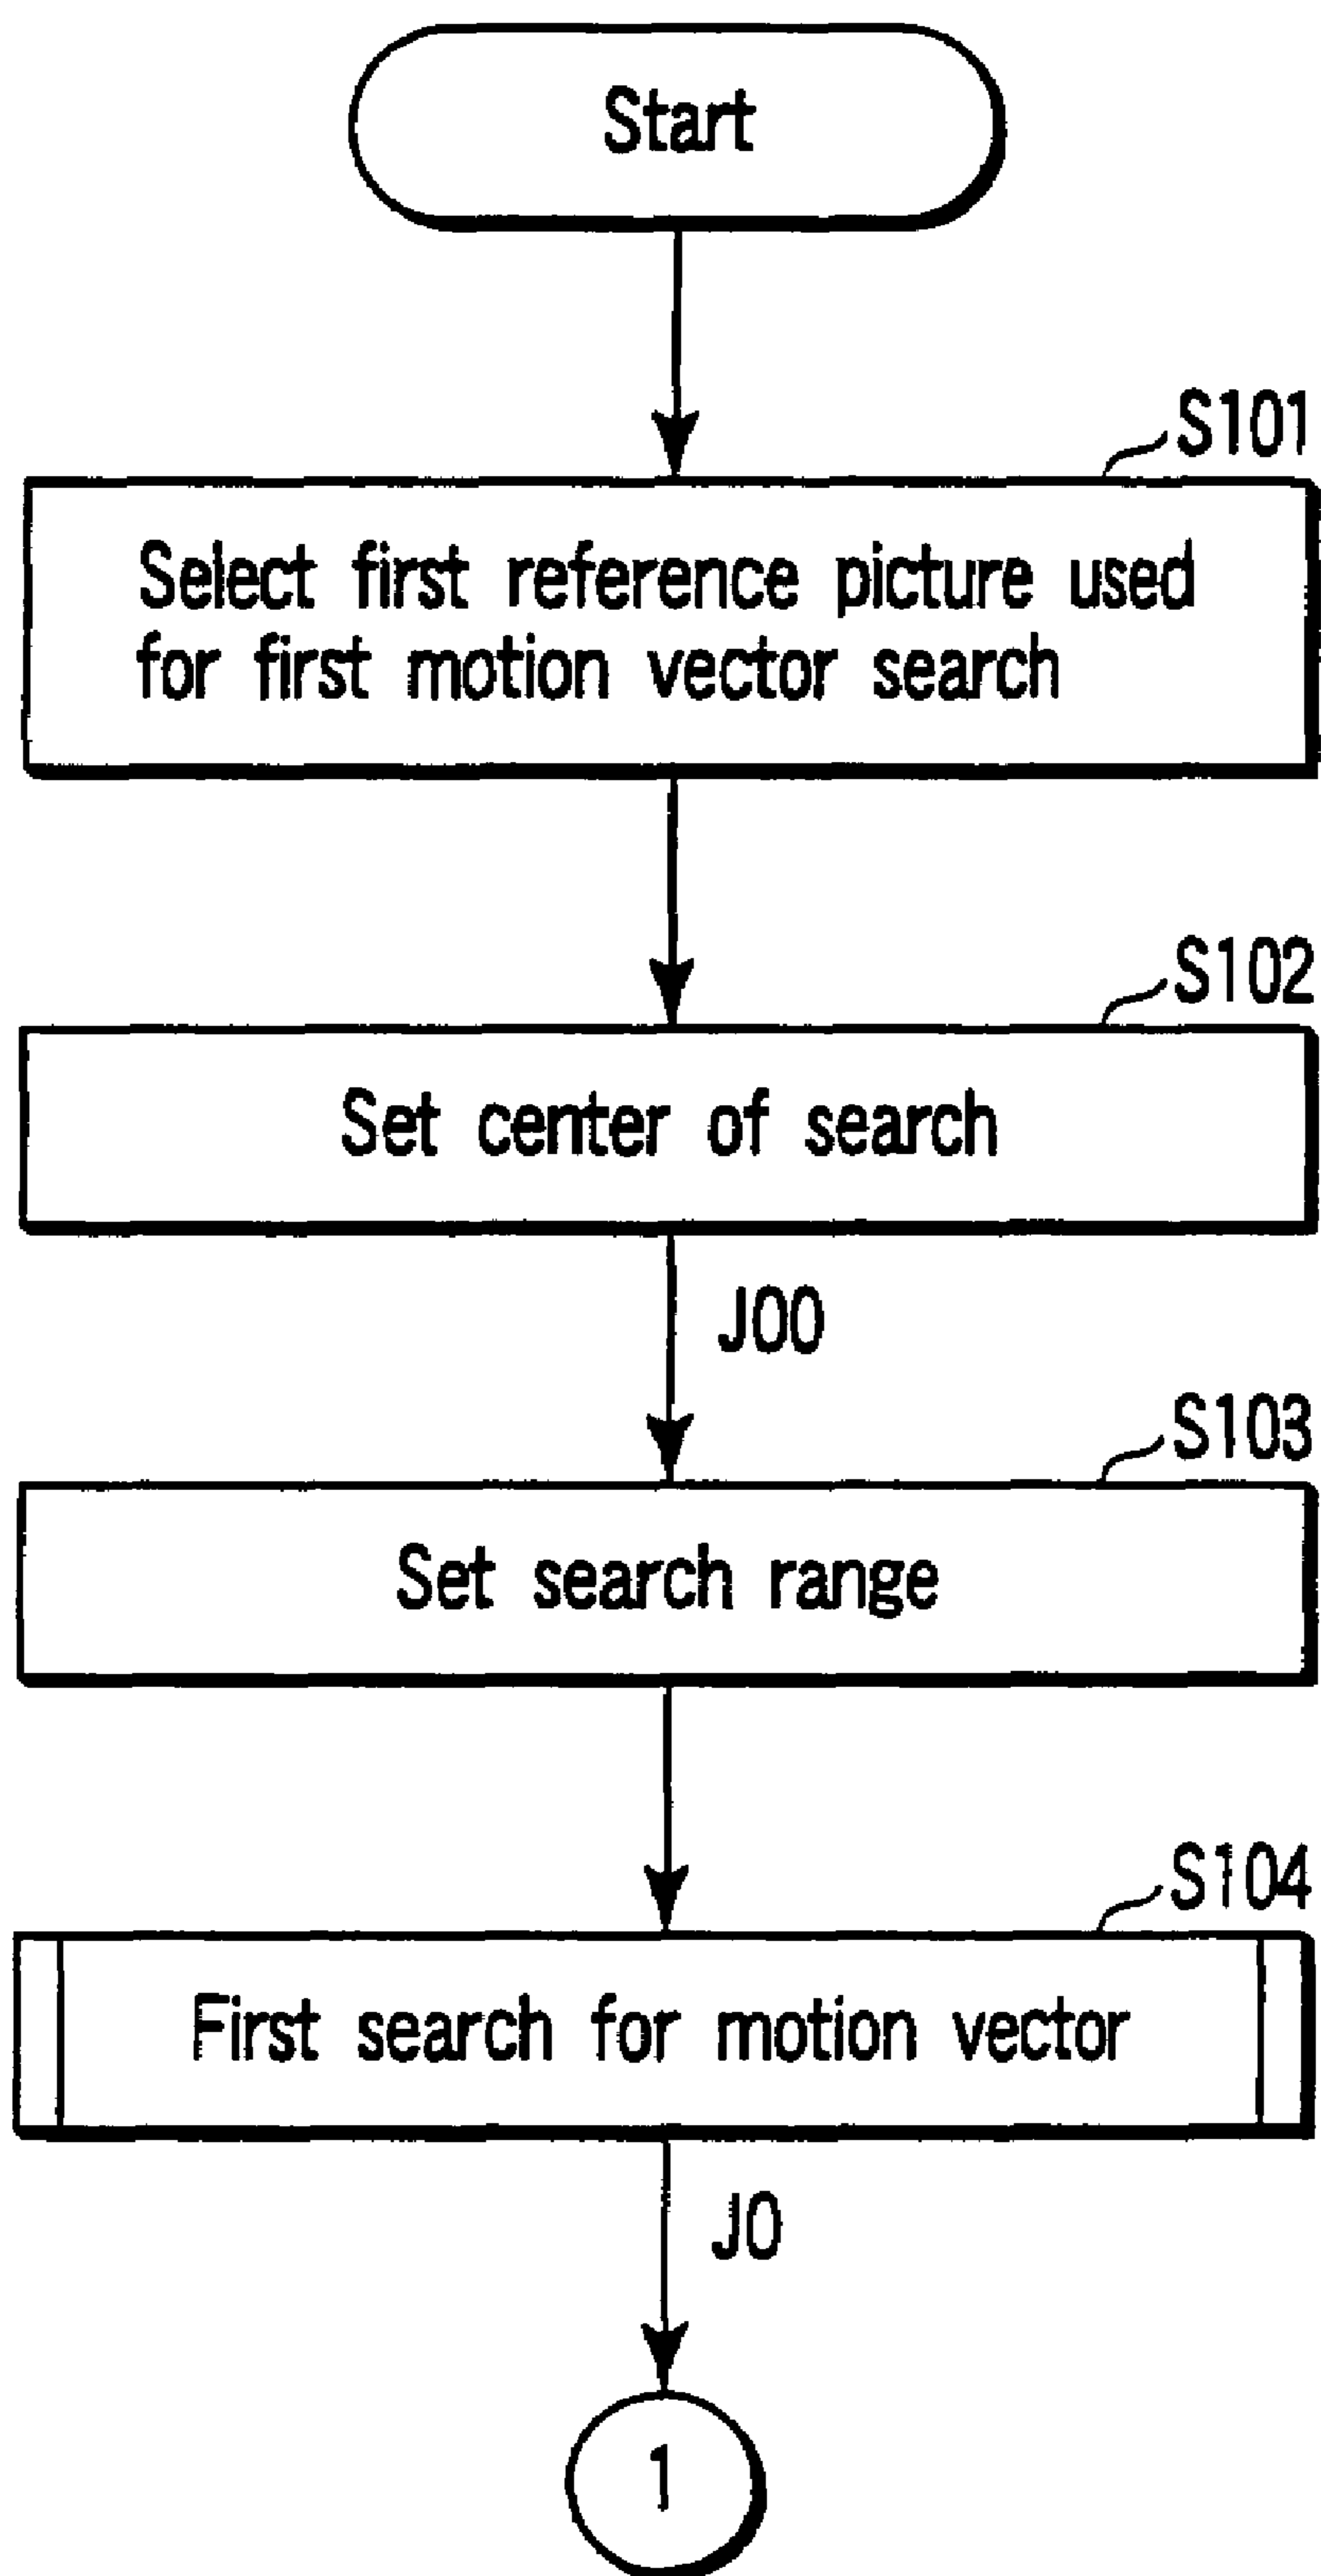 Start
S101
Select first reference picture used
for first motion vector search
S102
Set center of search
J00
S103
Set search range
S104
First search for motion vector
J0
1